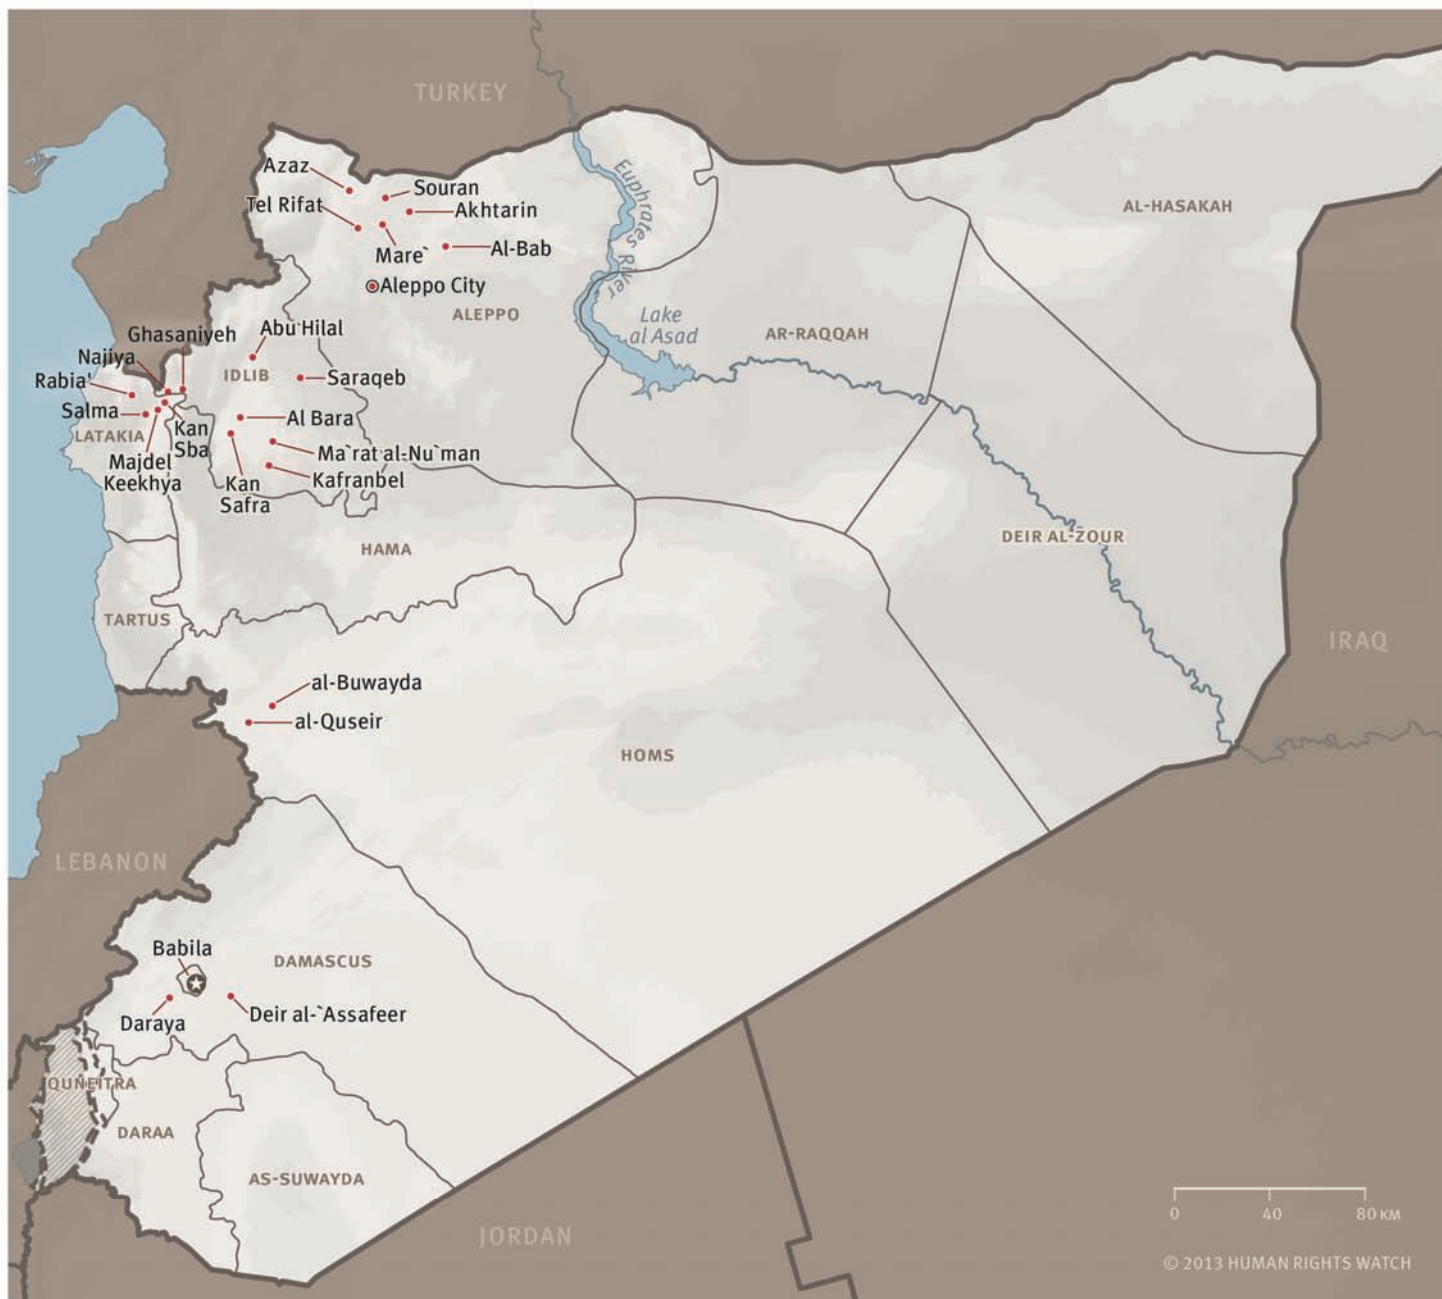 TURKEY
Azaz
Souran
Tel Rifat
Akhtarin
Mare`
Al-Bab
Aleppo City
ALEPPO
Euphrates River
Lake
al Asad
AR-RAQQAH
AL-HASAKAH
Ghasaniyeh
Abu Hilal
Najiya
IDLIB
Rabia'
Saraqeb
Salma
Al Bara
LATAKIA
Kan
Sba
Ma`rat al-Nu`man
Majdel
Keekhya
Kafranbel
Kan
Safra
HAMA
DEIR AL-ZOUR
TARTUS
IRAQ
al-Buwayda
al-Quseir
HOMS
LEBANON
Babila
DAMASCUS
Daraya
Deir al-`Assafeer
QUNEITRA
DARAA
AS-SUWAYDA
JORDAN
0 40 80 KM
© 2013 HUMAN RIGHTS WATCH